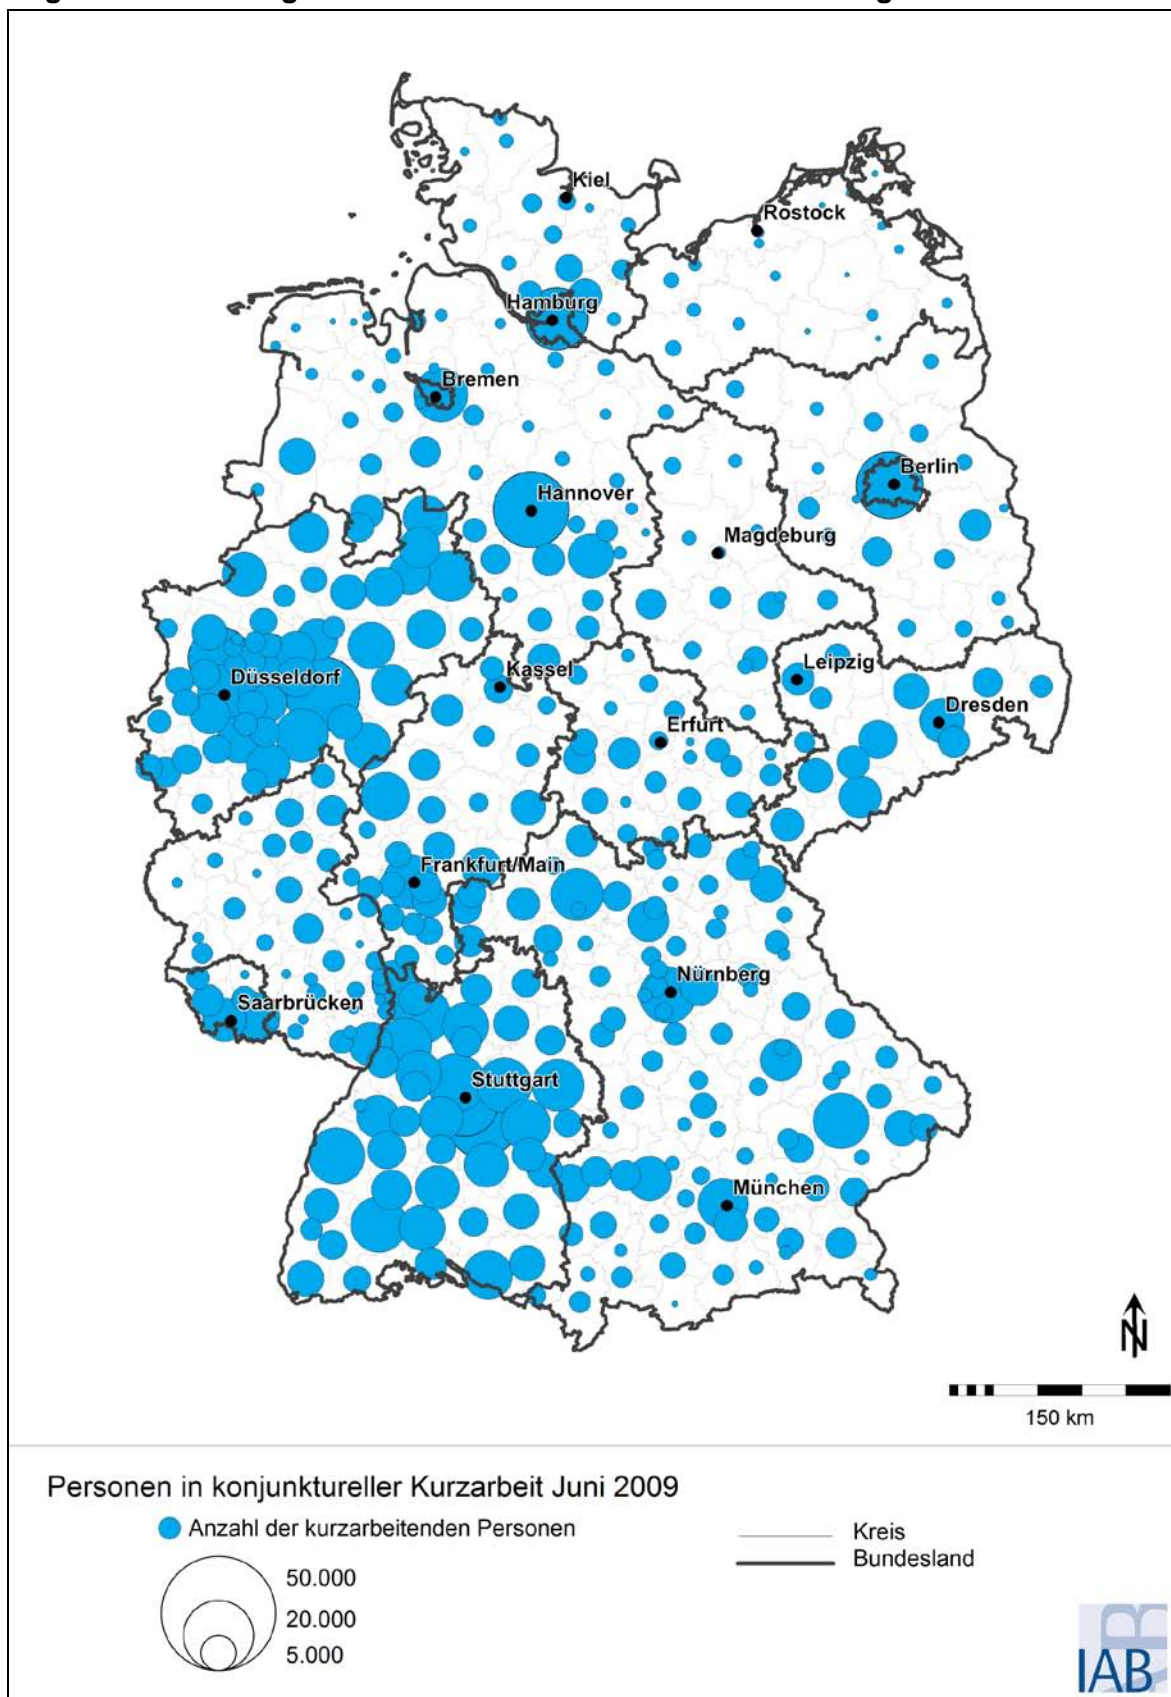 Kiel
Rostock
Hamburg
Bremen
Berlin
Hannover
Magdeburg
Düsseldorf
Kassel
Leipzig
Dresden
Erfurt
Frankfurt/Main
Nürnberg
Saarbrücken
Stuttgart
München
N
150 km
Personen in konjunktureller Kurzarbeit Juni 2009
Anzahl der kurzarbeitenden Personen
50.000
20.000
5.000
Kreis
Bundesland
IAB